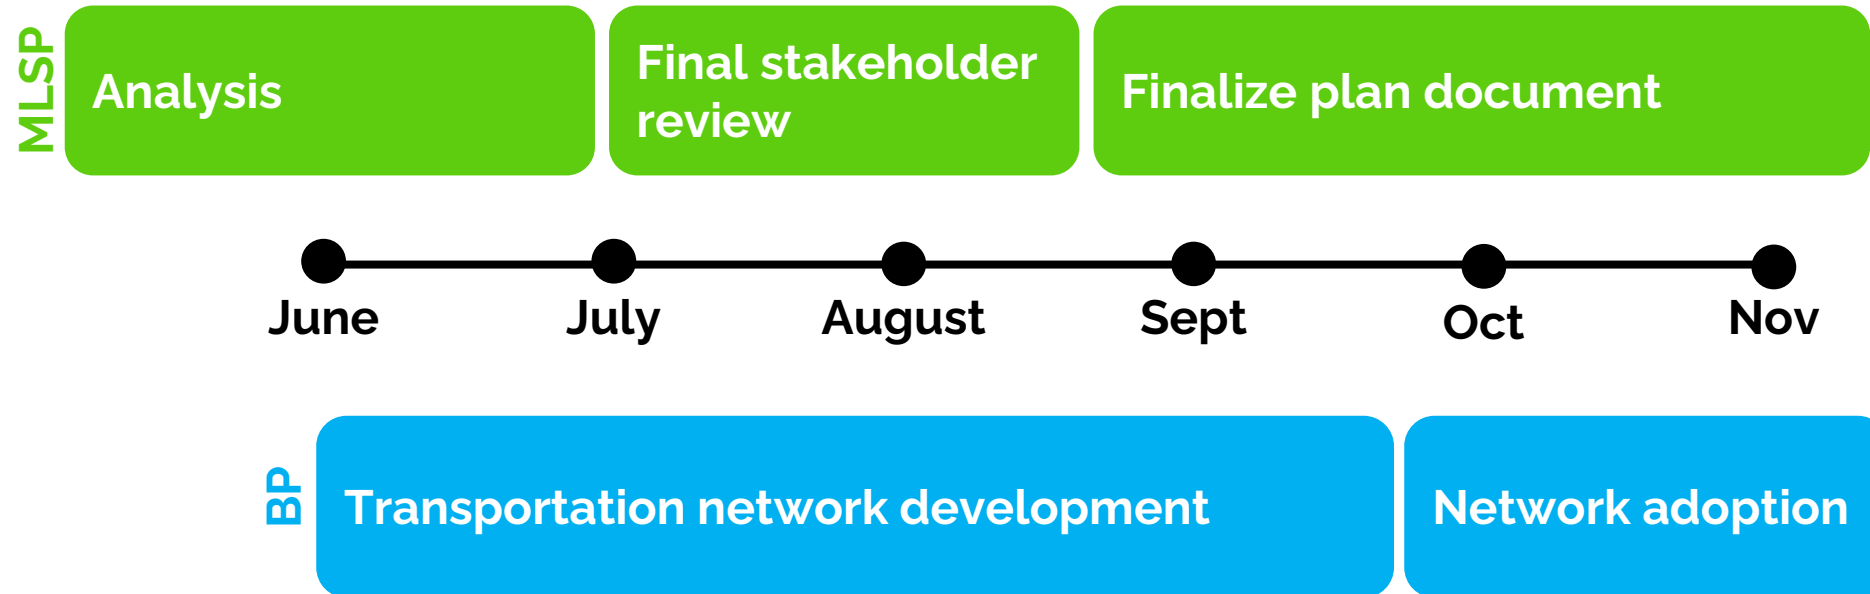 MLSP
Analysis
Final stakeholder
review
Finalize plan document
June
July
August
Sept
Oct
Nov
BP
Transportation network development
Network adoption